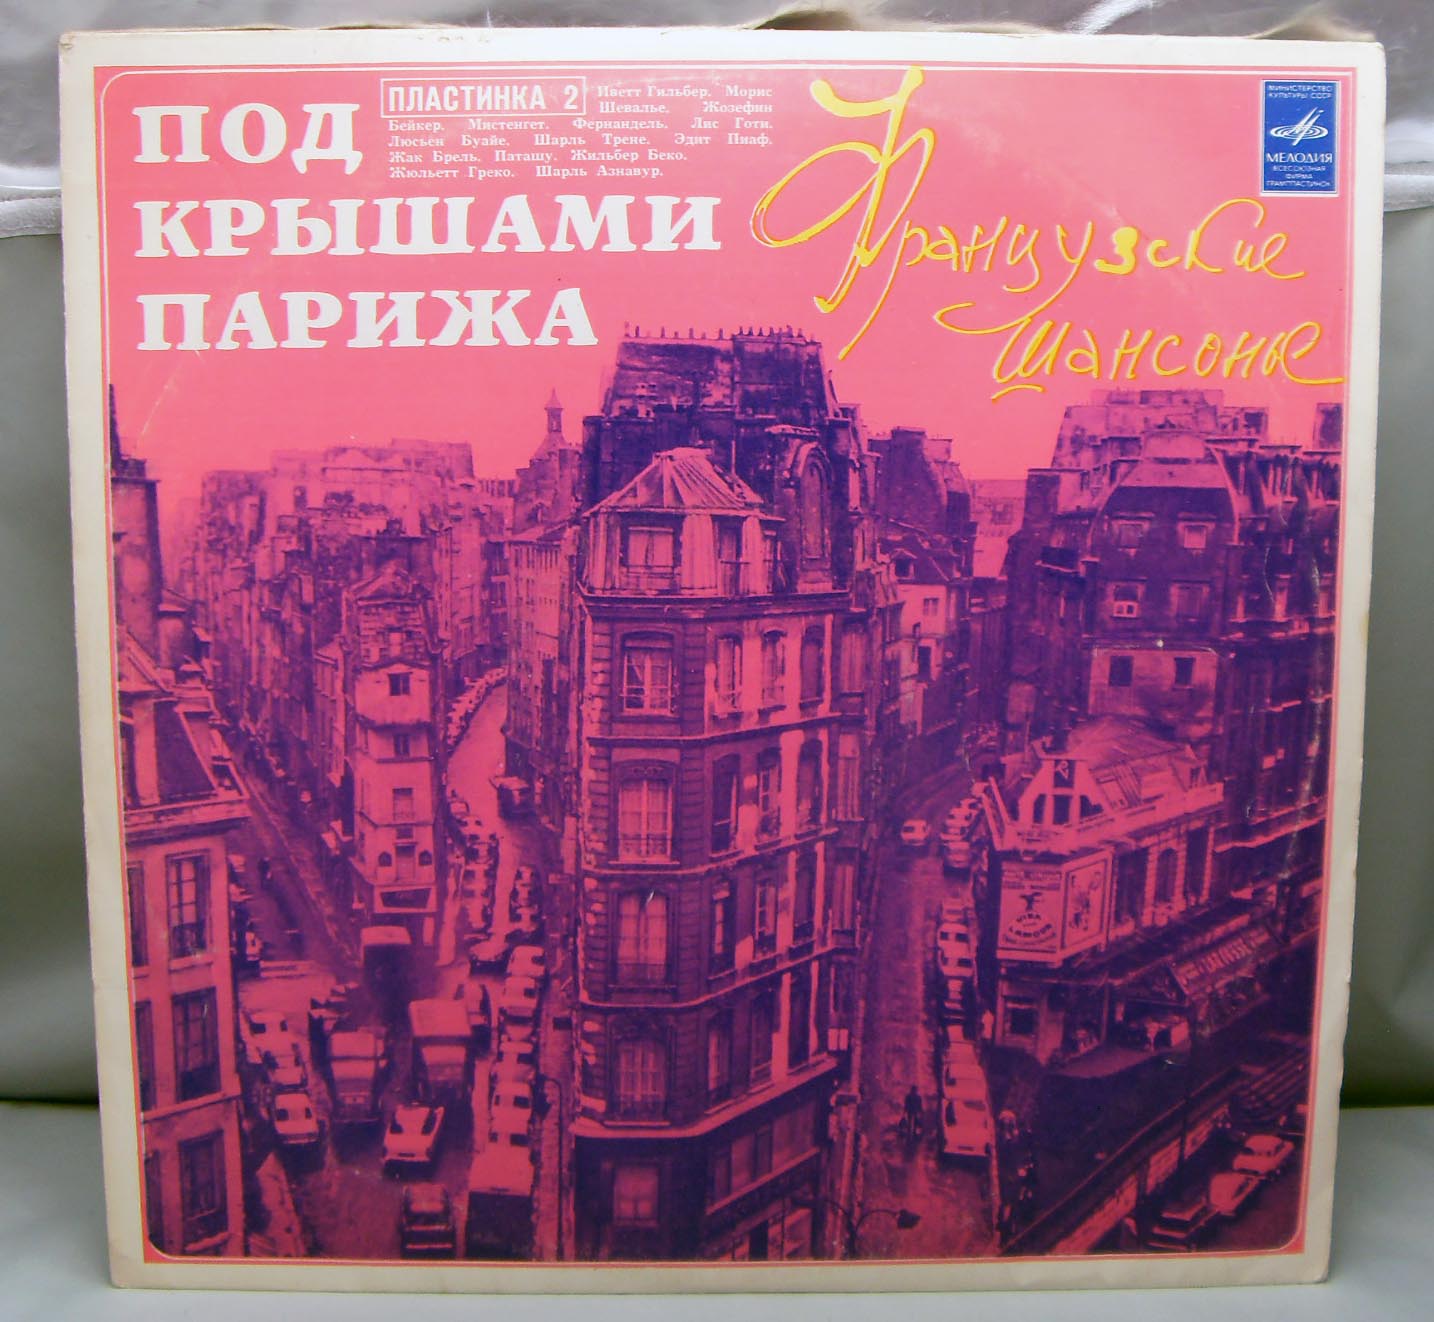 ПОД
КРЫШАМИ
ПАРИЖА
ПЛАСТИНКА 2
Иветт Гильбер. Морис
Шевалье. Жозефин
Бейкер. Мистенгет. Фернандель. Лис Готи.
Люсьен Буайе. Шарль Трене. Эдит Пиаф.
Жак Брель. Паташу. Жильбер Беко.
Жюльетт Греко. Шарль Азнавур.
Французские
шансонье
МИНИСТЕРСТВО
КУЛЬТУРЫ СССР
МЕЛОДИЯ
ВСЕСОЮЗНАЯ
ФИРМА
ГРАМПЛАСТИНОК